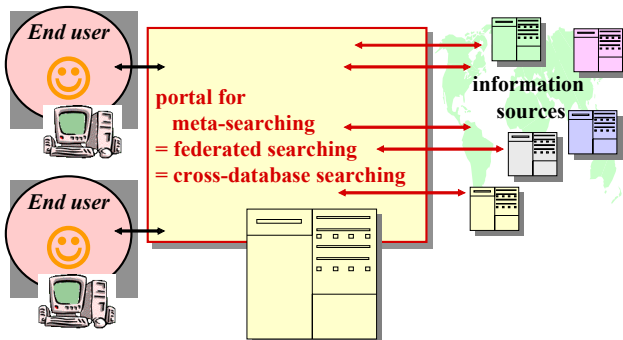 End user
portal for
meta-searching
= federated searching
= cross-database searching
information
sources
End user